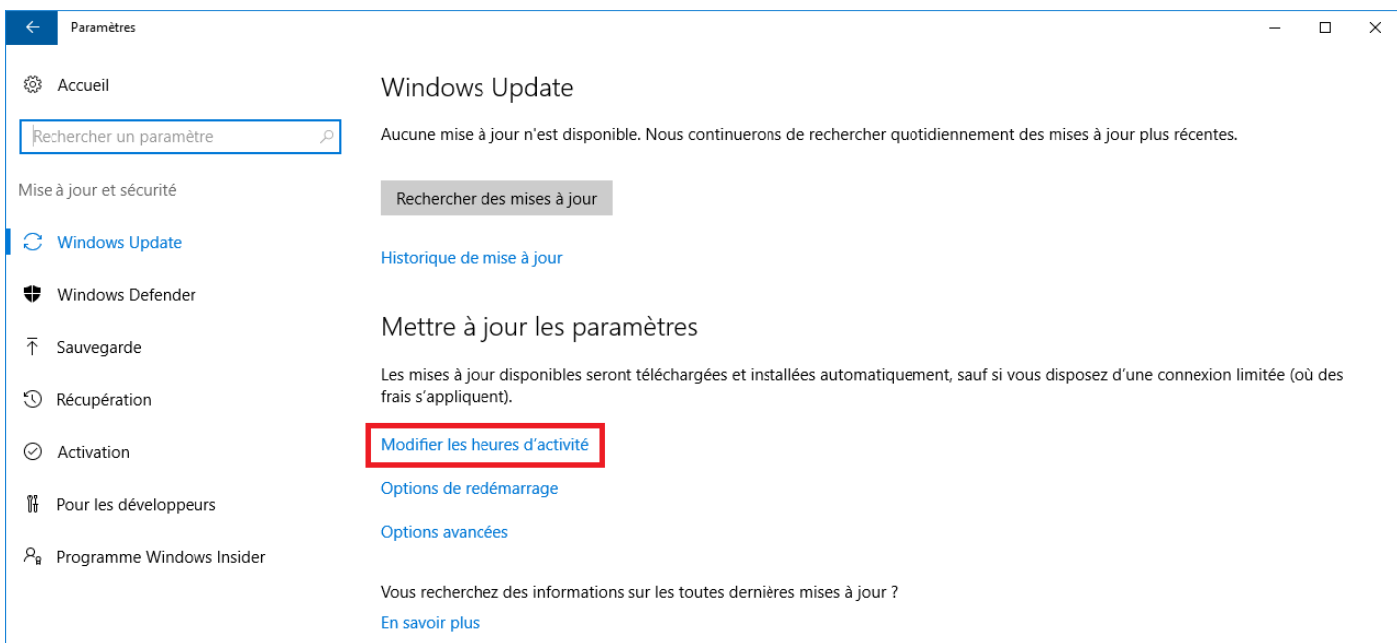 Paramètres
Accueil
Rechercher un paramètre
Mise à jour et sécurité
Windows Update
Windows Defender
Sauvegarde
Récupération
Activation
Pour les développeurs
Programme Windows Insider
Windows Update
Aucune mise à jour n'est disponible. Nous continuerons de rechercher quotidiennement des mises à jour plus récentes.
Rechercher des mises à jour
Historique de mise à jour
Mettre à jour les paramètres
Les mises à jour disponibles seront téléchargées et installées automatiquement, sauf si vous disposez d’une connexion limitée (où des
frais s’appliquent).
Modifier les heures d’activité
Options de redémarrage
Options avancées
Vous recherchez des informations sur les toutes dernières mises à jour ?
En savoir plus